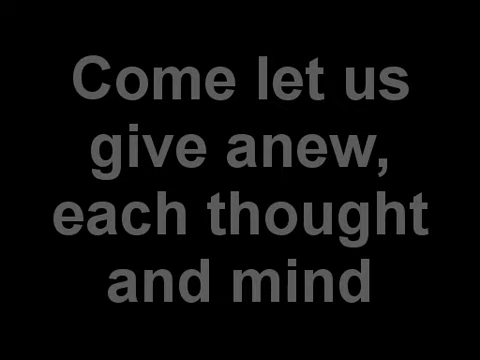 Come let us
give anew,
each thought
and mind